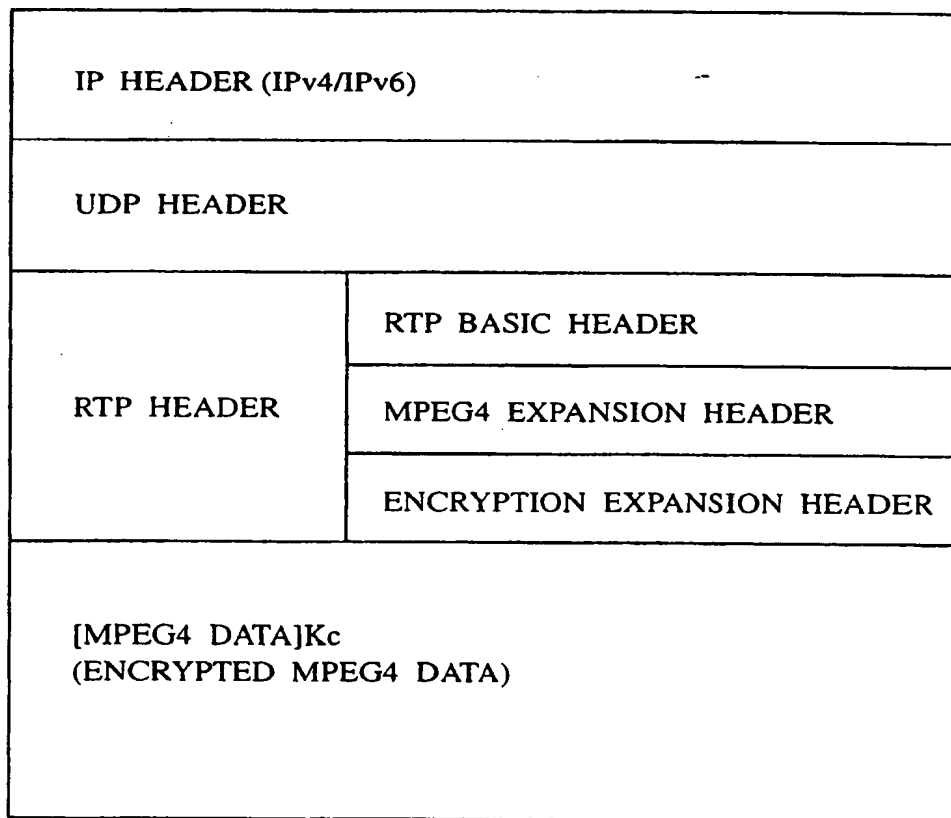 IP HEADER (IPv4/IPv6)
UDP HEADER
RTP HEADER
RTP BASIC HEADER
MPEG4 EXPANSION HEADER
ENCRYPTION EXPANSION HEADER
[MPEG4 DATA]Kc
(ENCRYPTED MPEG4 DATA)